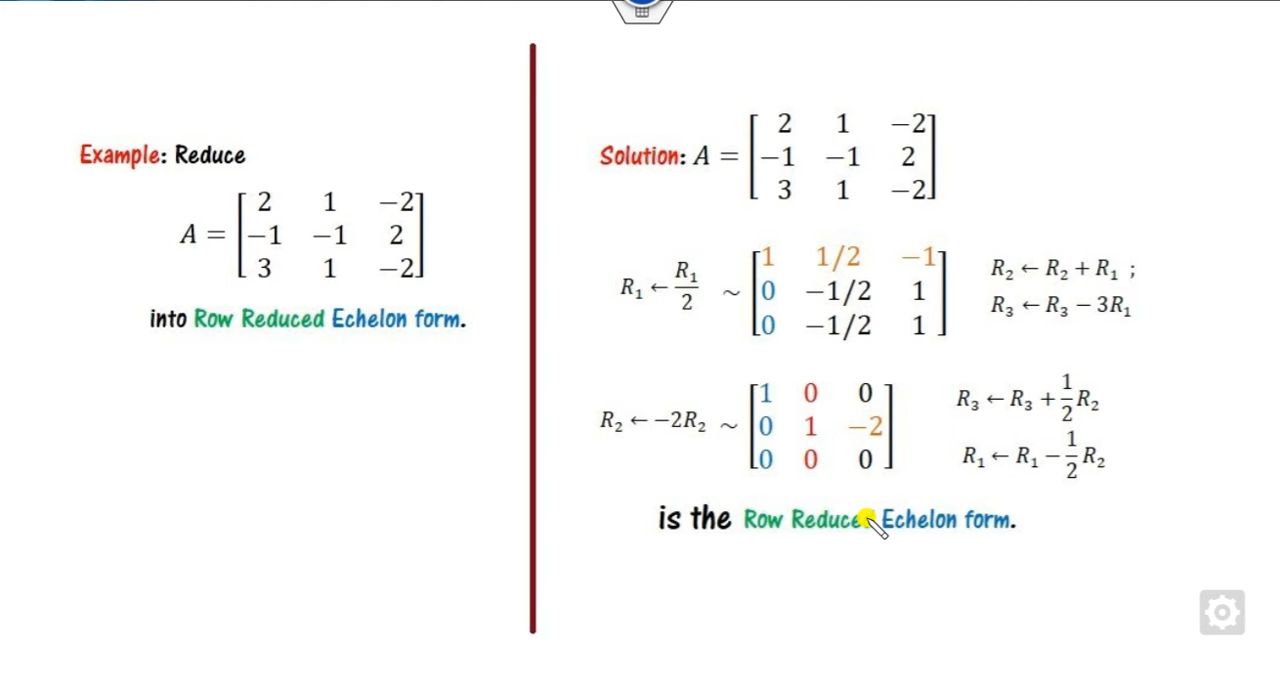 Example: Reduce
A = [ 2 1 −2
−1 −1 2
3 1 −2 ]
into Row Reduced Echelon form.
Solution: A = [ 2 1 −2
−1 −1 2
3 1 −2 ]
R₁ ← R₁/2 ~ [ 1 1/2 −1
0 −1/2 1
0 −1/2 1 ]
R₂ ← R₂ + R₁ ;
R₃ ← R₃ − 3R₁
R₂ ← −2R₂ ~ [ 1 0 0
0 1 −2
0 0 0 ]
R₃ ← R₃ + 1/2 R₂
R₁ ← R₁ − 1/2 R₂
is the Row Reduced Echelon form.